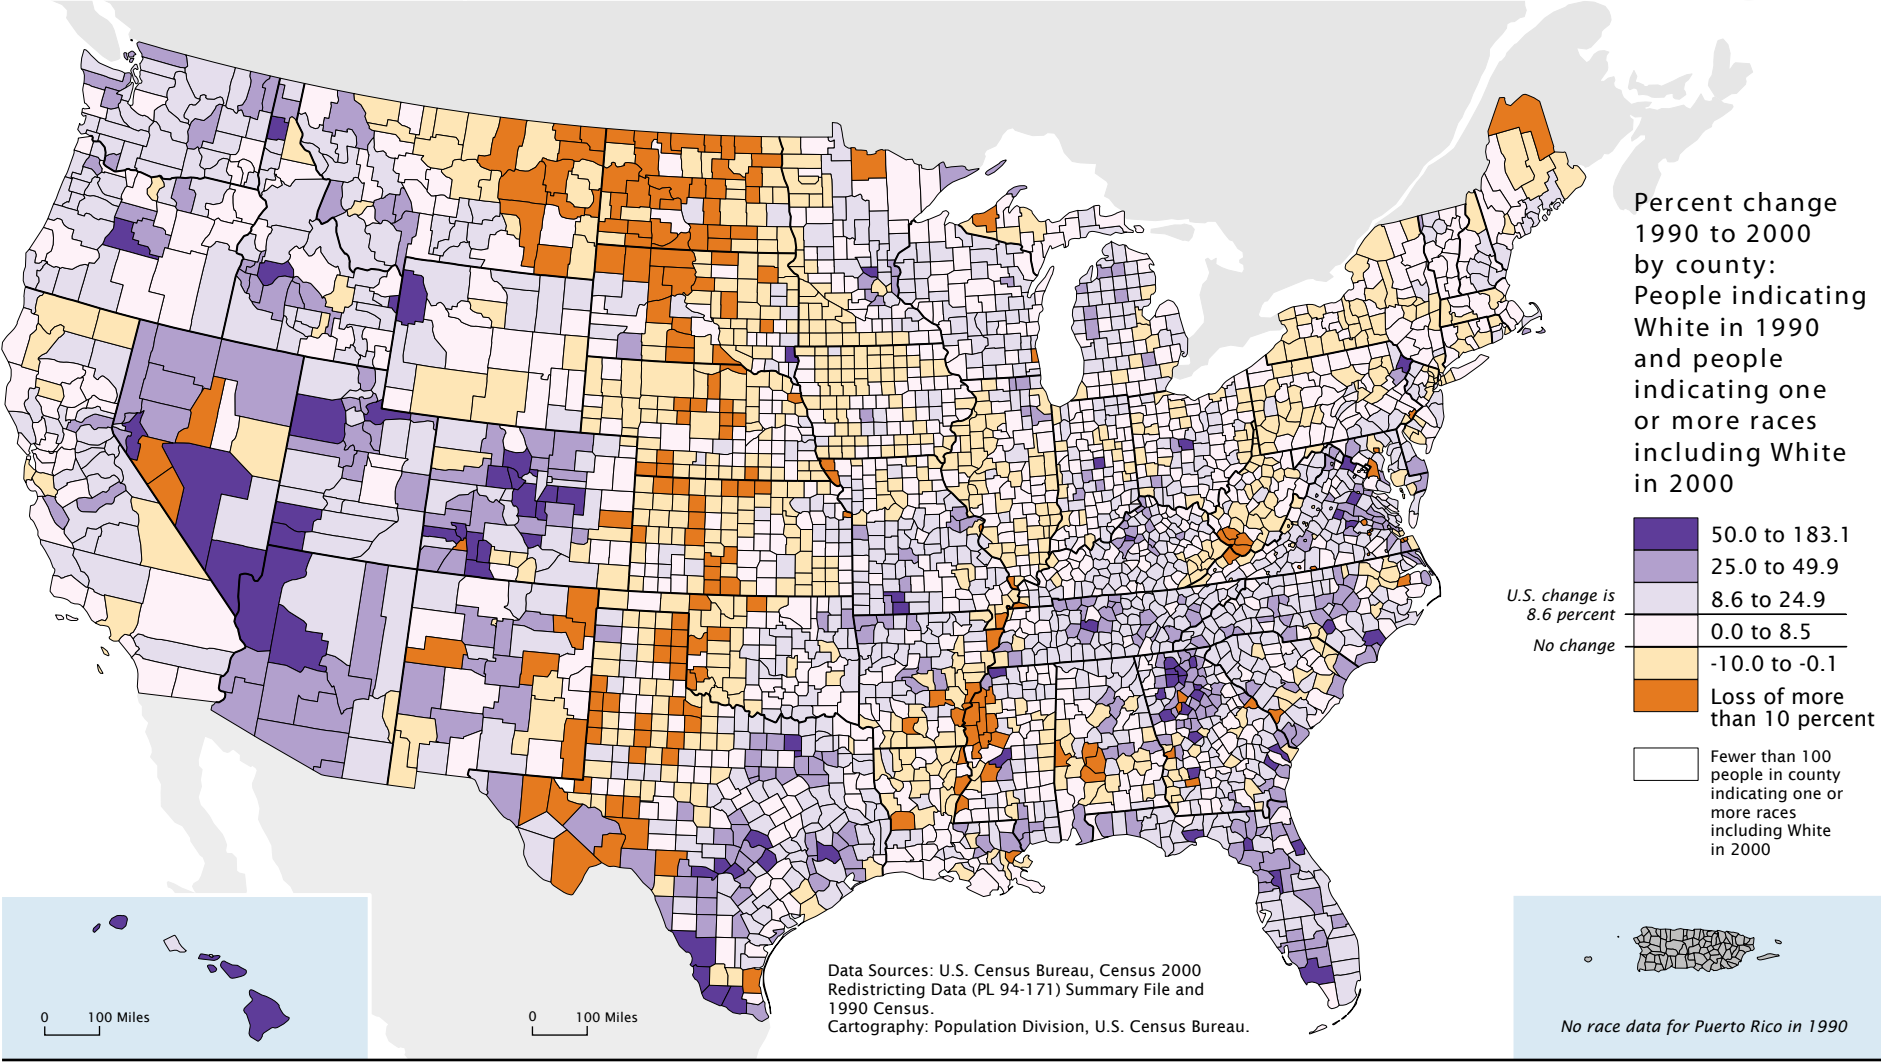 Percent change
1990 to 2000
by county:
People indicating
White in 1990
and people
indicating one
or more races
including White
in 2000
50.0 to 183.1
25.0 to 49.9
8.6 to 24.9
0.0 to 8.5
-10.0 to -0.1
Loss of more
than 10 percent
U.S. change is
8.6 percent
No change
Fewer than 100
people in county
indicating one or
more races
including White
in 2000
0 100 Miles
0 100 Miles
Data Sources: U.S. Census Bureau, Census 2000
Redistricting Data (PL 94-171) Summary File and
1990 Census.
Cartography: Population Division, U.S. Census Bureau.
No race data for Puerto Rico in 1990